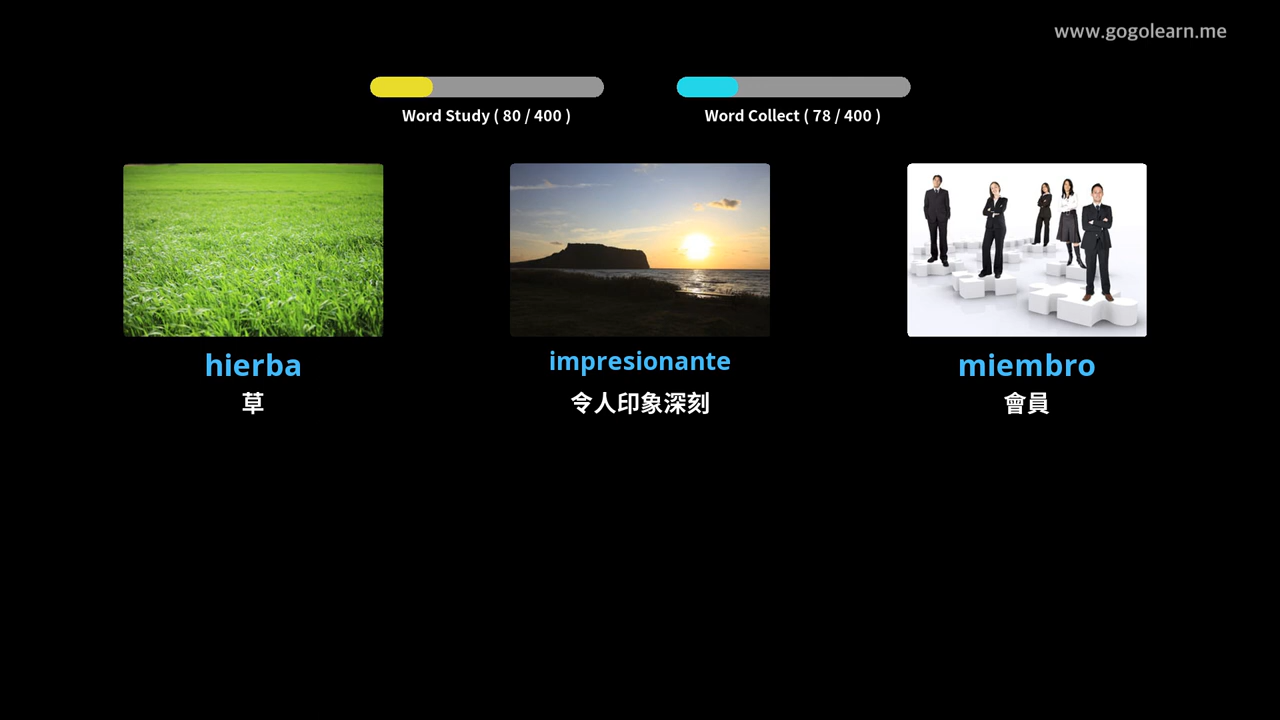 www.gogolearn.me
Word Study ( 80 / 400 )
Word Collect ( 78 / 400 )
hierba
草
impresionante
令人印象深刻
miembro
會員